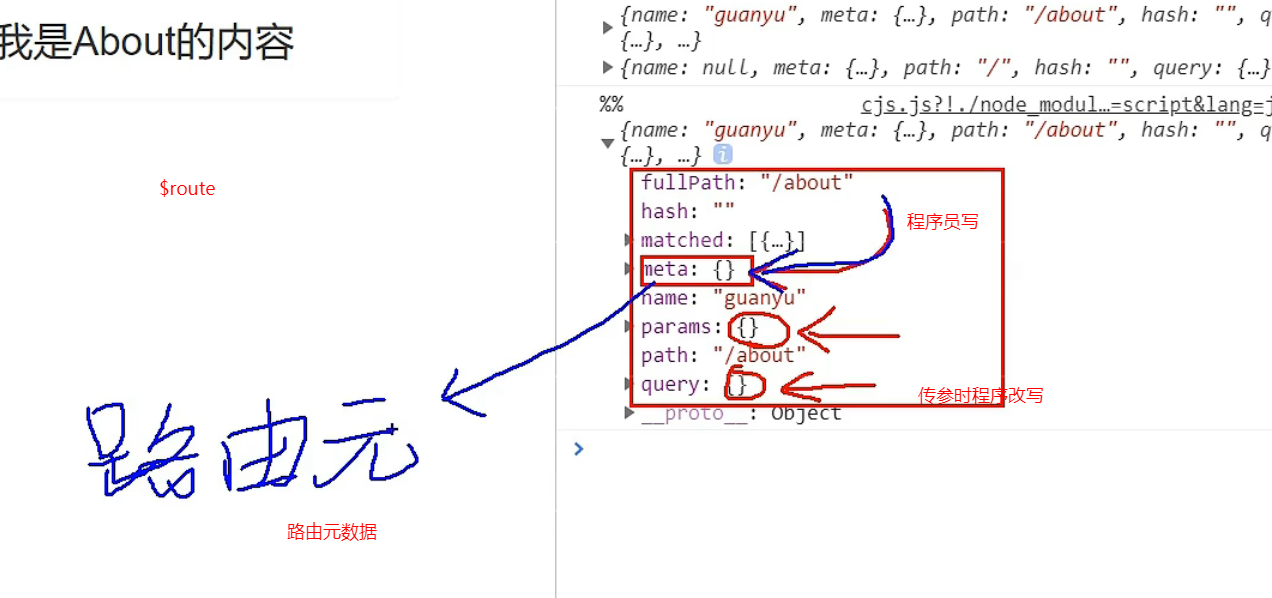 我是About的内容
$route
路由元
路由元数据
{name: "guanyu", meta: {…}, path: "/about", hash: "", q
{…}, …}
{name: null, meta: {…}, path: "/", hash: "", query: {…}
%% cjs.js?!./node_modul…=script&lang=j
{name: "guanyu", meta: {…}, path: "/about", hash: "", q
{…}, …} i
fullPath: "/about"
hash: ""
程序员写
matched: [{…}]
meta: {}
name: "guanyu"
params: {}
path: "/about"
query: {}
传参时程序改写
__proto__: Object